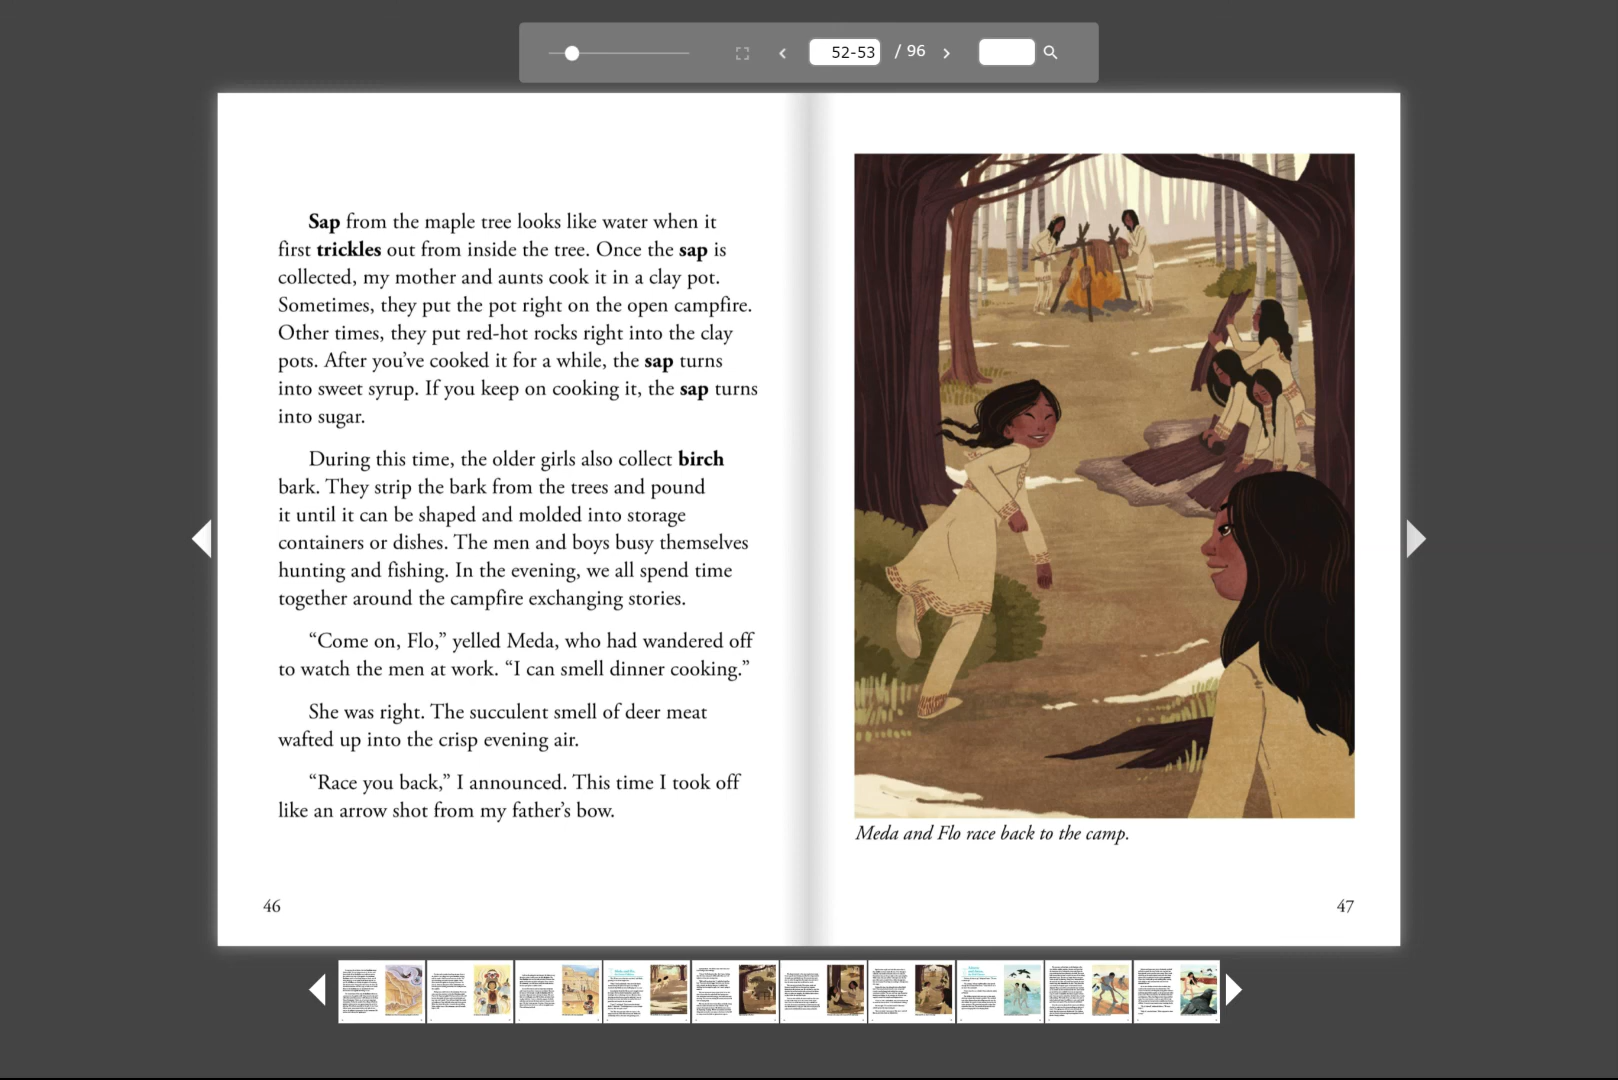 52-53 / 96
Sap from the maple tree looks like water when it
first trickles out from inside the tree. Once the sap is
collected, my mother and aunts cook it in a clay pot.
Sometimes, they put the pot right on the open campfire.
Other times, they put red-hot rocks right into the clay
pots. After you’ve cooked it for a while, the sap turns
into sweet syrup. If you keep on cooking it, the sap turns
into sugar.
During this time, the older girls also collect birch
bark. They strip the bark from the trees and pound
it until it can be shaped and molded into storage
containers or dishes. The men and boys busy themselves
hunting and fishing. In the evening, we all spend time
together around the campfire exchanging stories.
“Come on, Flo,” yelled Meda, who had wandered off
to watch the men at work. “I can smell dinner cooking.”
She was right. The succulent smell of deer meat
wafted up into the crisp evening air.
“Race you back,” I announced. This time I took off
like an arrow shot from my father’s bow.
46
Meda and Flo race back to the camp.
47